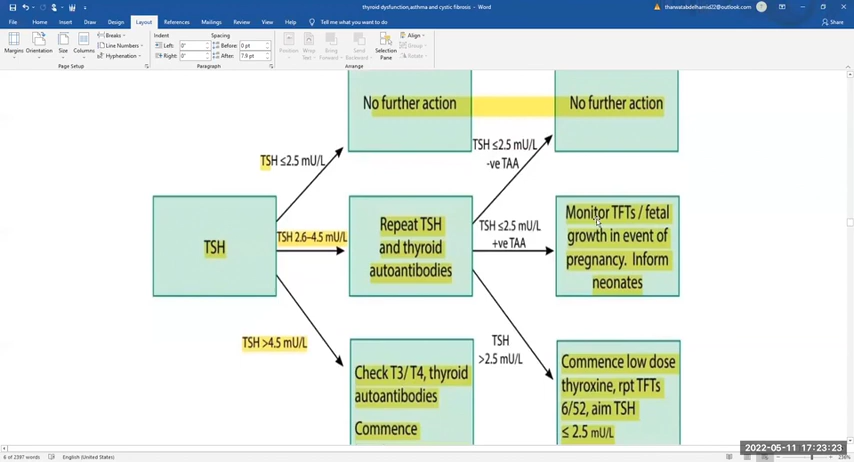 thyroid dysfunction,asthma and cystic fibrosis - Word
tharwatabdelhamid22@outlook.com
File Home Insert Draw Design Layout References Mailings Review View Help Tell me what you want to do
Share
Margins Orientation Size Columns
Breaks
Line Numbers
Hyphenation
Page Setup
Indent
Left: 0"
Right: 0"
Spacing
Before: 0 pt
After: 7.9 pt
Paragraph
Position Wrap Text Bring Forward Send Backward Selection Pane
Align
Group
Rotate
Arrange
No further action
No further action
TSH ≤2.5 mU/L
TSH ≤2.5 mU/L
-ve TAA
TSH
TSH 2.6-4.5 mU/L
Repeat TSH
and thyroid
autoantibodies
TSH ≤2.5 mU/L
+ve TAA
Monitor TFTs / fetal
growth in event of
pregnancy. Inform
neonates
TSH >4.5 mU/L
Check T3/ T4, thyroid
autoantibodies
Commence
TSH
>2.5 mU/L
Commence low dose
thyroxine, rpt TFTs
6/52, aim TSH
≤ 2.5 mU/L
6 of 2397 words
English (United States)
2022-05-11 17:23:23